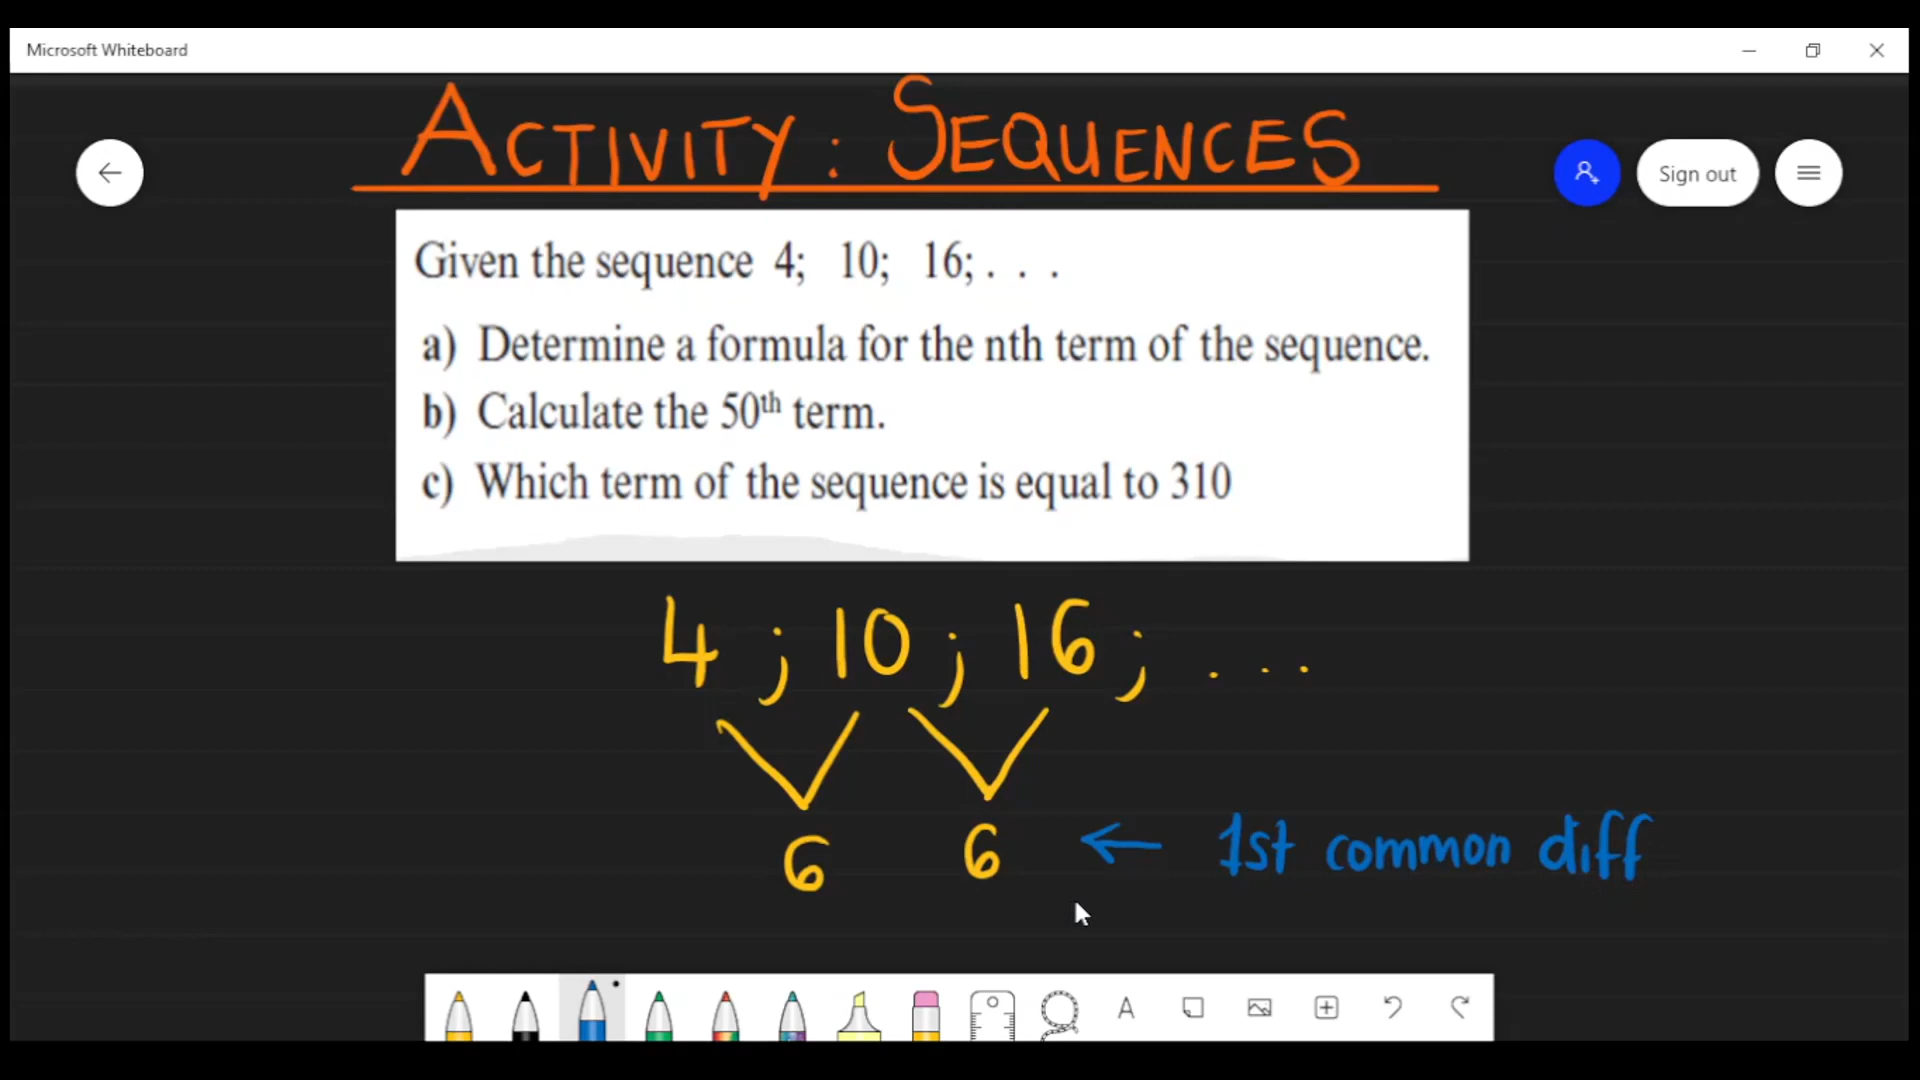 Microsoft Whiteboard
ACTIVITY: SEQUENCES
Sign out
Given the sequence 4; 10; 16; . . .
a) Determine a formula for the nth term of the sequence.
b) Calculate the 50th term.
c) Which term of the sequence is equal to 310
4 ; 10 ; 16 ; . . .
6 6 ← 1st common diff
A